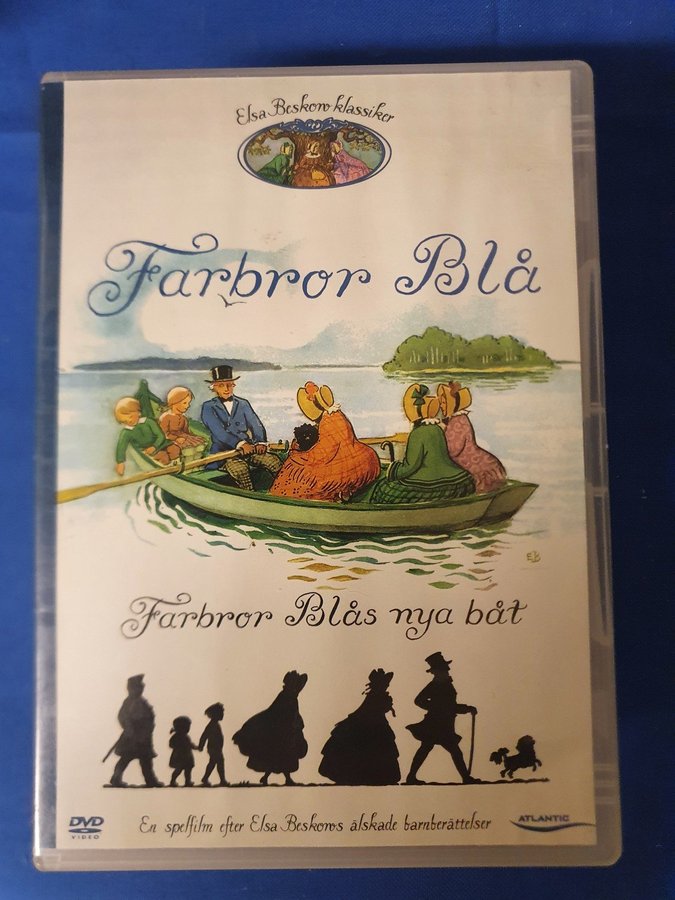 Elsa Beskow klassiker
Farbror Blå
EB
Farbror Blås nya båt
DVD
VIDEO
En spelfilm efter Elsa Beskows älskade barnberättelser
ATLANTIC